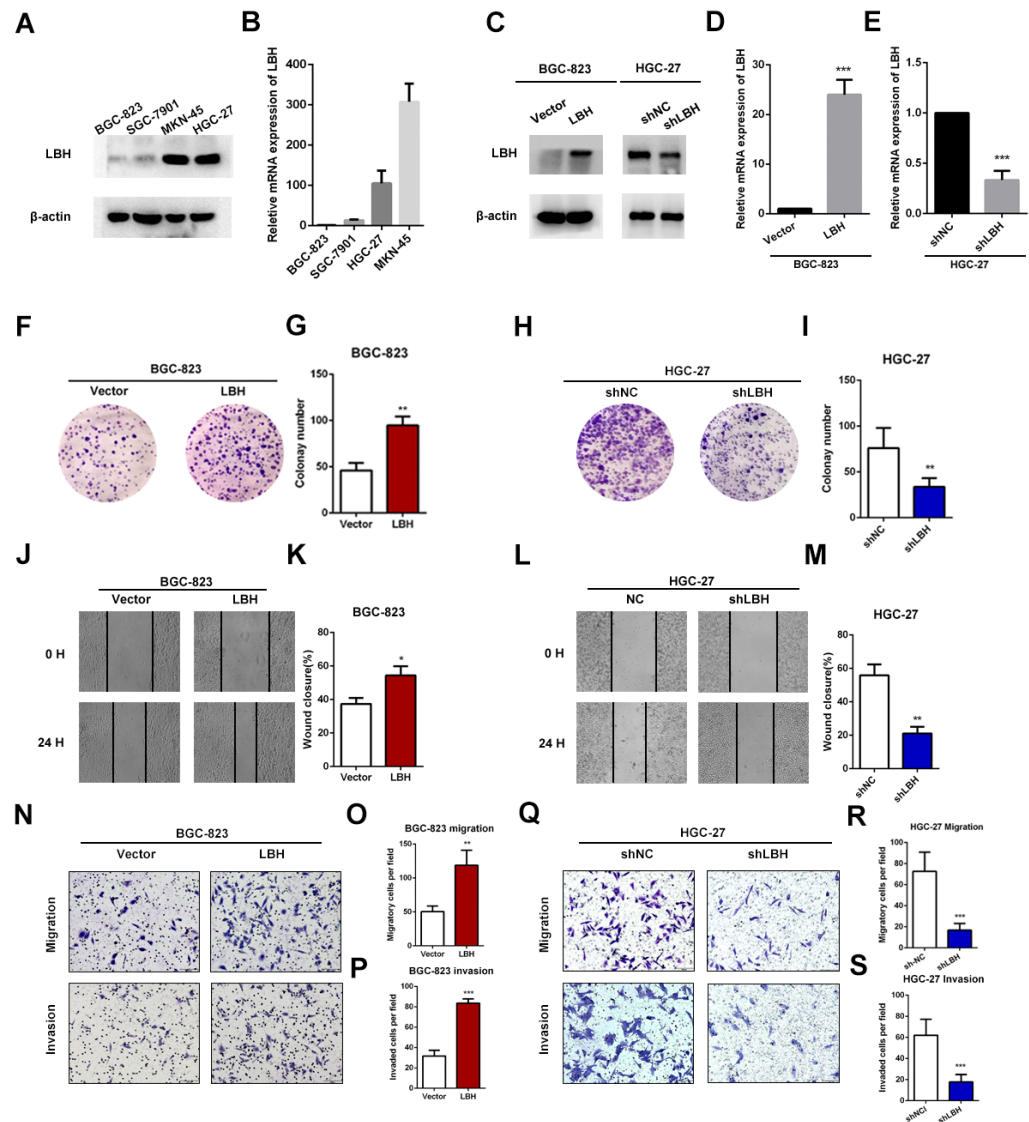 A
BGC-823
SGC-7901
MKN-45
HGC-27
LBH
β-actin
B
Reletive mRNA expression of LBH
400
300
200
100
0
BGC-823
SGC-7901
HGC-27
MKN-45
C
BGC-823
HGC-27
Vector
LBH
shNC
shLBH
LBH
β-actin
D
Reletive mRNA expression of LBH
30
20
10
0
***
Vector
LBH
BGC-823
E
Reletive mRNA expression of LBH
1.5
1.0
0.5
0.0
***
shNC
shLBH
HGC-27
F
BGC-823
Vector
LBH
G
BGC-823
Colonay number
150
100
50
0
**
Vector
LBH
H
HGC-27
shNC
shLBH
I
HGC-27
Colonay number
150
100
50
0
**
shNC
shLBH
J
BGC-823
Vector
LBH
0 H
24 H
K
BGC-823
Wound closure(%)
80
60
40
20
0
*
Vector
LBH
L
HGC-27
NC
shLBH
0 H
24 H
M
HGC-27
Wound closure(%)
80
60
40
20
0
**
shNC
shLBH
N
BGC-823
Vector
LBH
Migration
Invasion
O
BGC-823 migration
Migratory cells per field
150
100
50
0
**
Vector
LBH
P
BGC-823 invasion
Invaded cells per field
100
80
60
40
20
0
***
Vector
LBH
Q
HGC-27
shNC
shLBH
Migration
Invasion
R
HGC-27 Migration
Migratory cells per field
100
80
60
40
20
0
***
sh-NC
shLBH
S
HGC-27 Invasion
Invaded cells per field
100
80
60
40
20
0
***
shNCl
shLBH